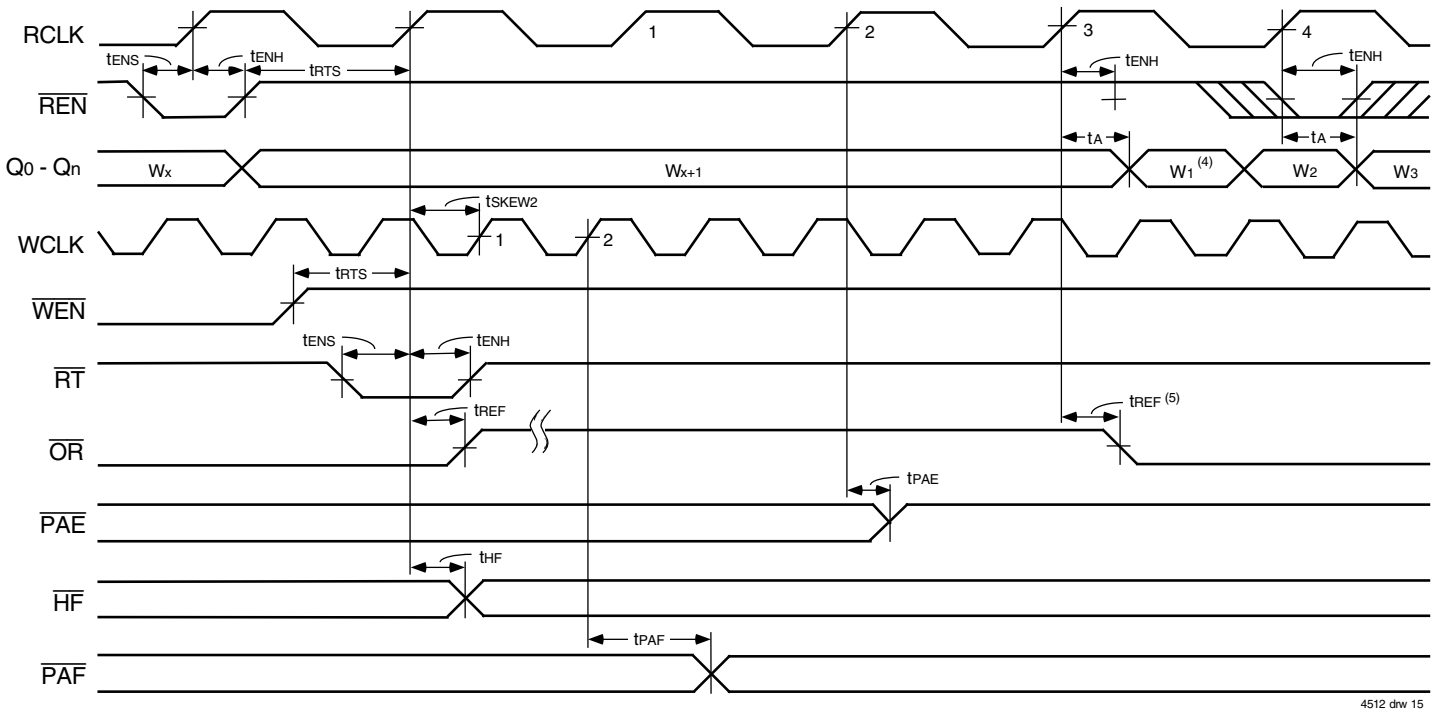 RCLK 1 2 3 4
tENS tENH tRTS tENH tENH
REN
tA tA
Q0 - Qn Wx Wx+1 W1 (4) W2 W3
tSKEW2
WCLK 1 2
tRTS
WEN
tENS tENH
RT
tREF tREF (5)
OR
tPAE
PAE
tHF
HF
tPAF
PAF
4512 drw 15